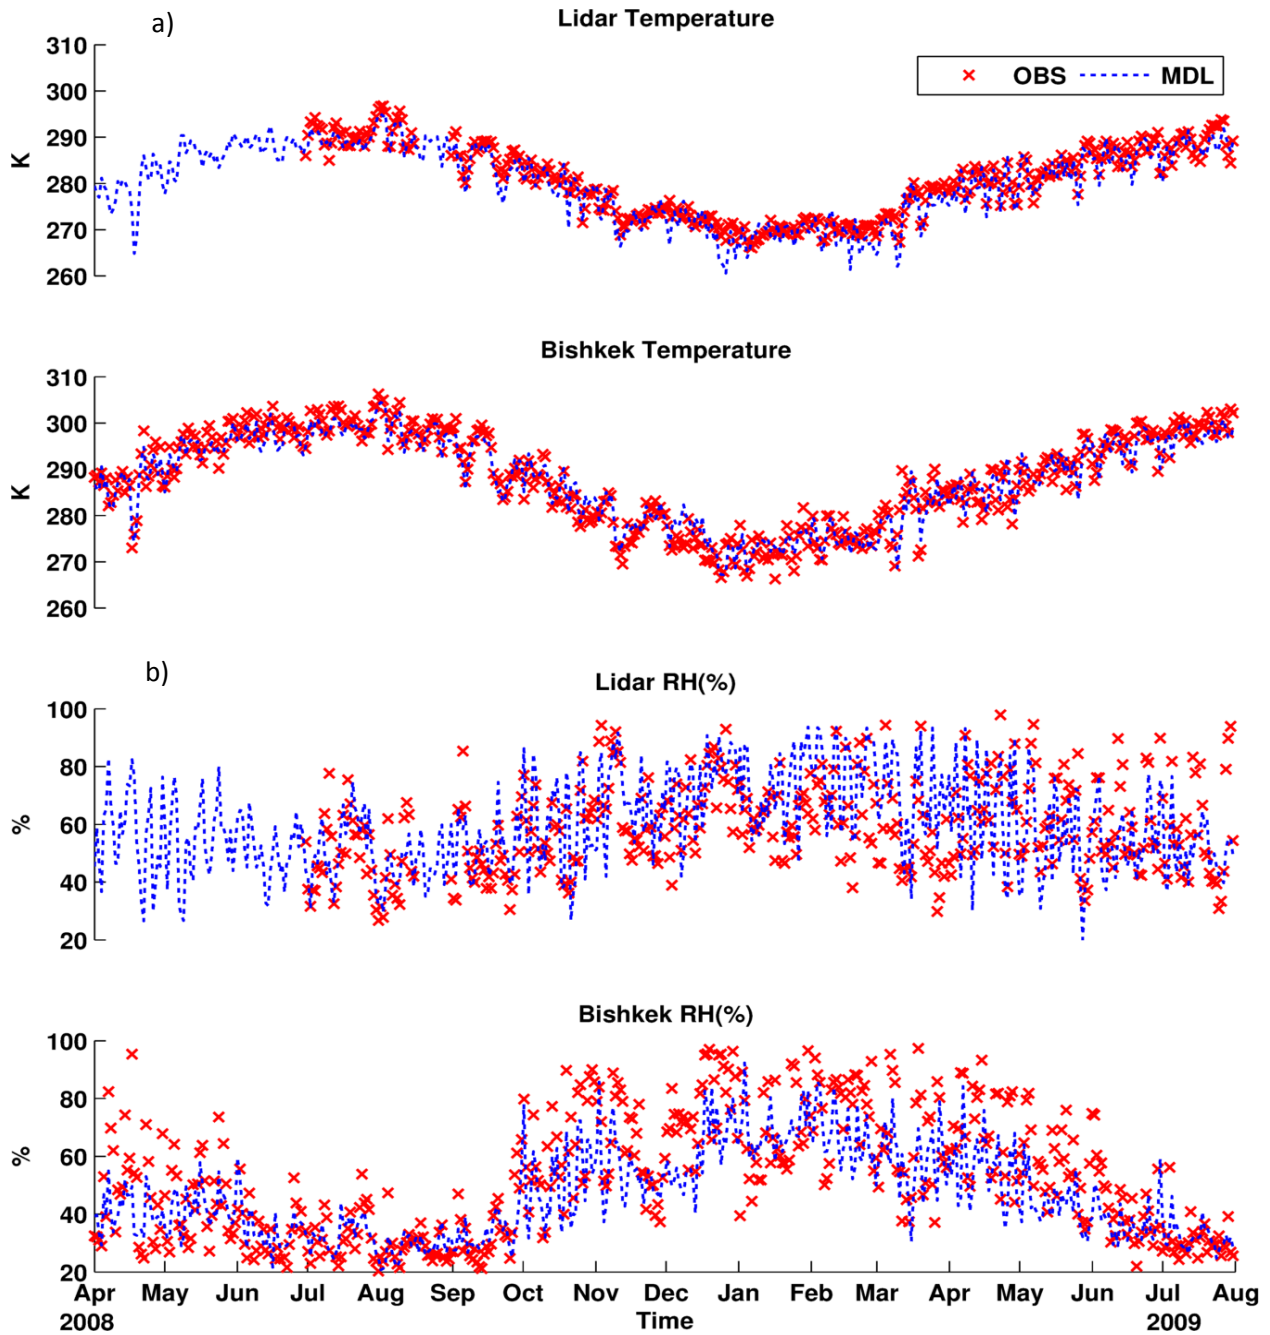 a)
Lidar Temperature
310
300
290
280
270
260
K
OBS
MDL
Bishkek Temperature
310
300
290
280
270
260
K
b)
Lidar RH(%)
100
80
60
40
20
%
Bishkek RH(%)
100
80
60
40
20
%
Apr May Jun Jul Aug Sep Oct Nov Dec Jan Feb Mar Apr May Jun Jul Aug
2008 Time 2009